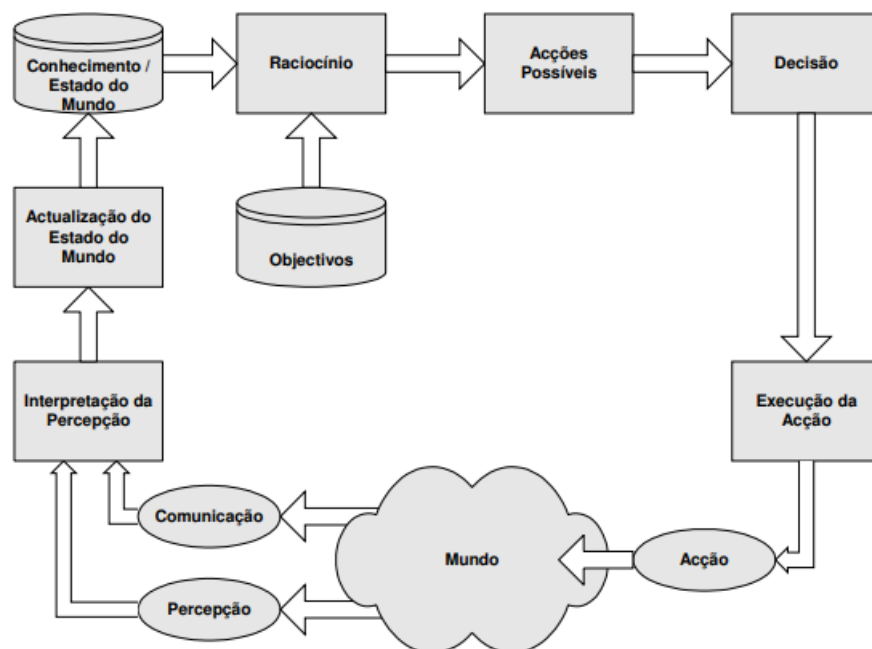 Conhecimento /
Estado do
Mundo
Raciocínio
Acções
Possíveis
Decisão
Actualização do
Estado do
Mundo
Objectivos
Interpretação da
Percepção
Execução da
Acção
Comunicação
Mundo
Acção
Percepção